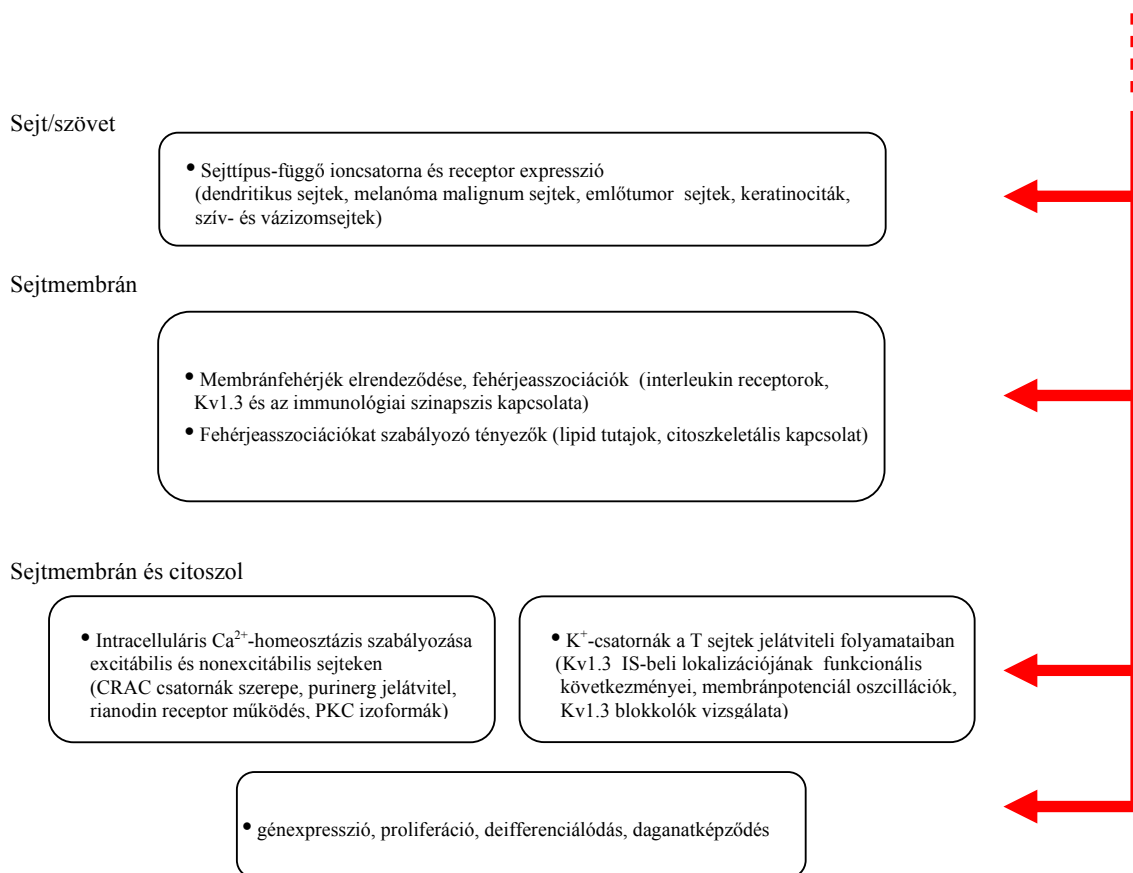 Sejt/szövet
• Sejttípus-függő ioncsatorna és receptor expresszió
(dendritikus sejtek, melanóma malignum sejtek, emlőtumor sejtek, keratinociták,
szív- és vázizomsejtek)
Sejtmembrán
• Membránfehérjék elrendeződése, fehérjeasszociációk (interleukin receptorok,
Kv1.3 és az immunológiai szinapszis kapcsolata)
• Fehérjeasszociációkat szabályozó tényezők (lipid tutajok, citoszkeletális kapcsolat)
Sejtmembrán és citoszol
• Intracelluláris Ca²⁺-homeosztázis szabályozása
excitábilis és nonexcitábilis sejteken
(CRAC csatornák szerepe, purinerg jelátvitel,
rianodin receptor működés, PKC izoformák)
• K⁺-csatornák a T sejtek jelátviteli folyamataiban
(Kv1.3 IS-beli lokalizációjának funkcionális
következményei, membránpotenciál oszcillációk,
Kv1.3 blokkolók vizsgálata)
• génexpresszió, proliferáció, deifferenciálódás, daganatképződés